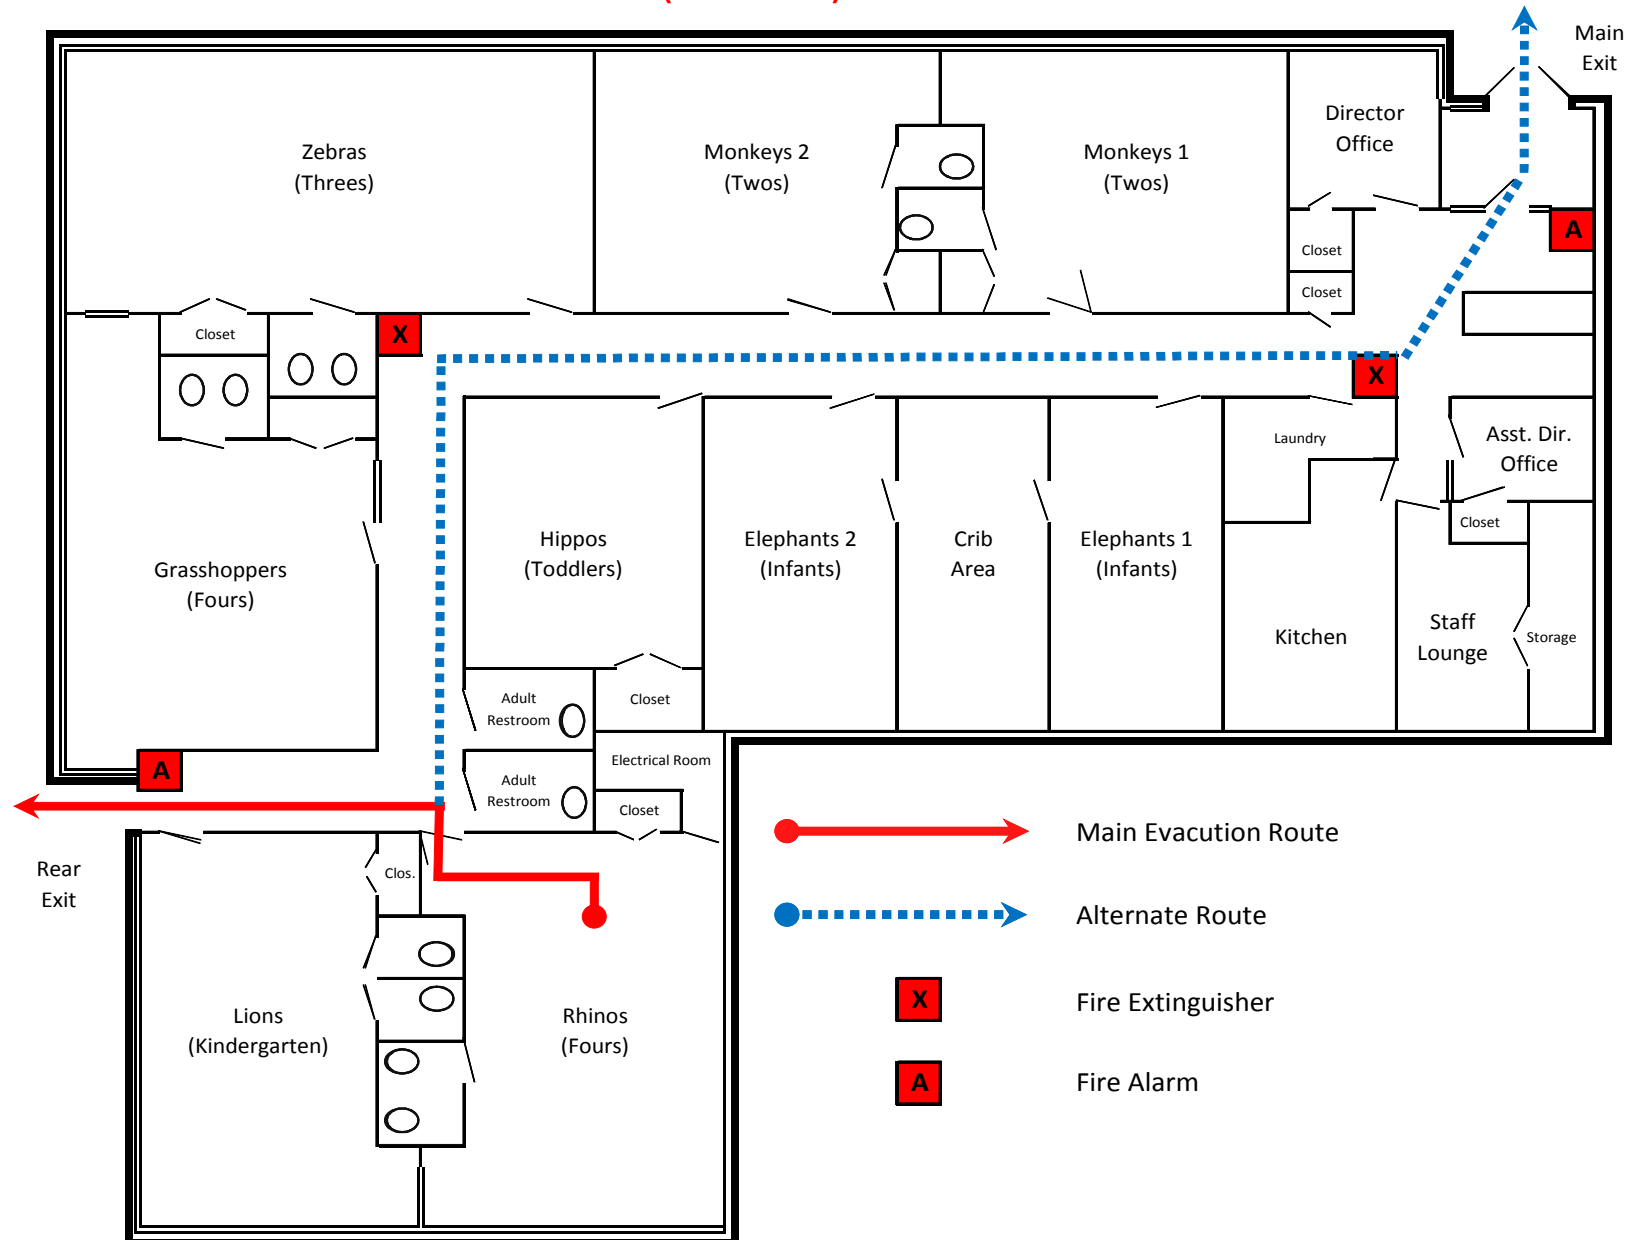 Main
Exit
Director
Office
Zebras
(Threes)
Monkeys 2
(Twos)
Monkeys 1
(Twos)
A
Closet
Closet
Closet
X
X
Laundry
Asst. Dir.
Office
Closet
Grasshoppers
(Fours)
Hippos
(Toddlers)
Elephants 2
(Infants)
Crib
Area
Elephants 1
(Infants)
Kitchen
Staff
Lounge
Storage
Adult
Restroom
Closet
A
Electrical Room
Adult
Restroom
Closet
Rear
Exit
Clos.
Lions
(Kindergarten)
Rhinos
(Fours)
Main Evacution Route
Alternate Route
X
Fire Extinguisher
A
Fire Alarm